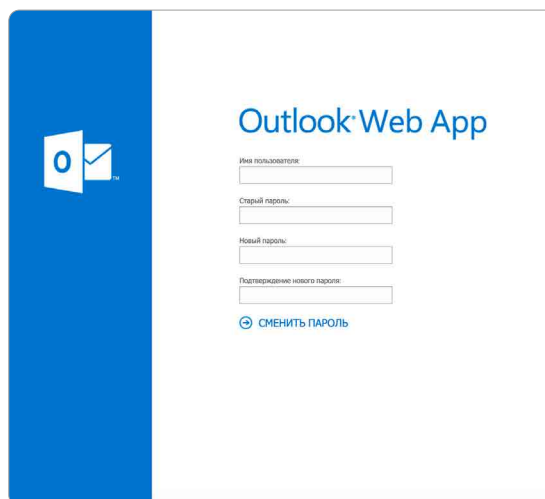 Outlook Web App
Имя пользователя:
Старый пароль:
Новый пароль:
Подтверждение нового пароля:
СМЕНИТЬ ПАРОЛЬ